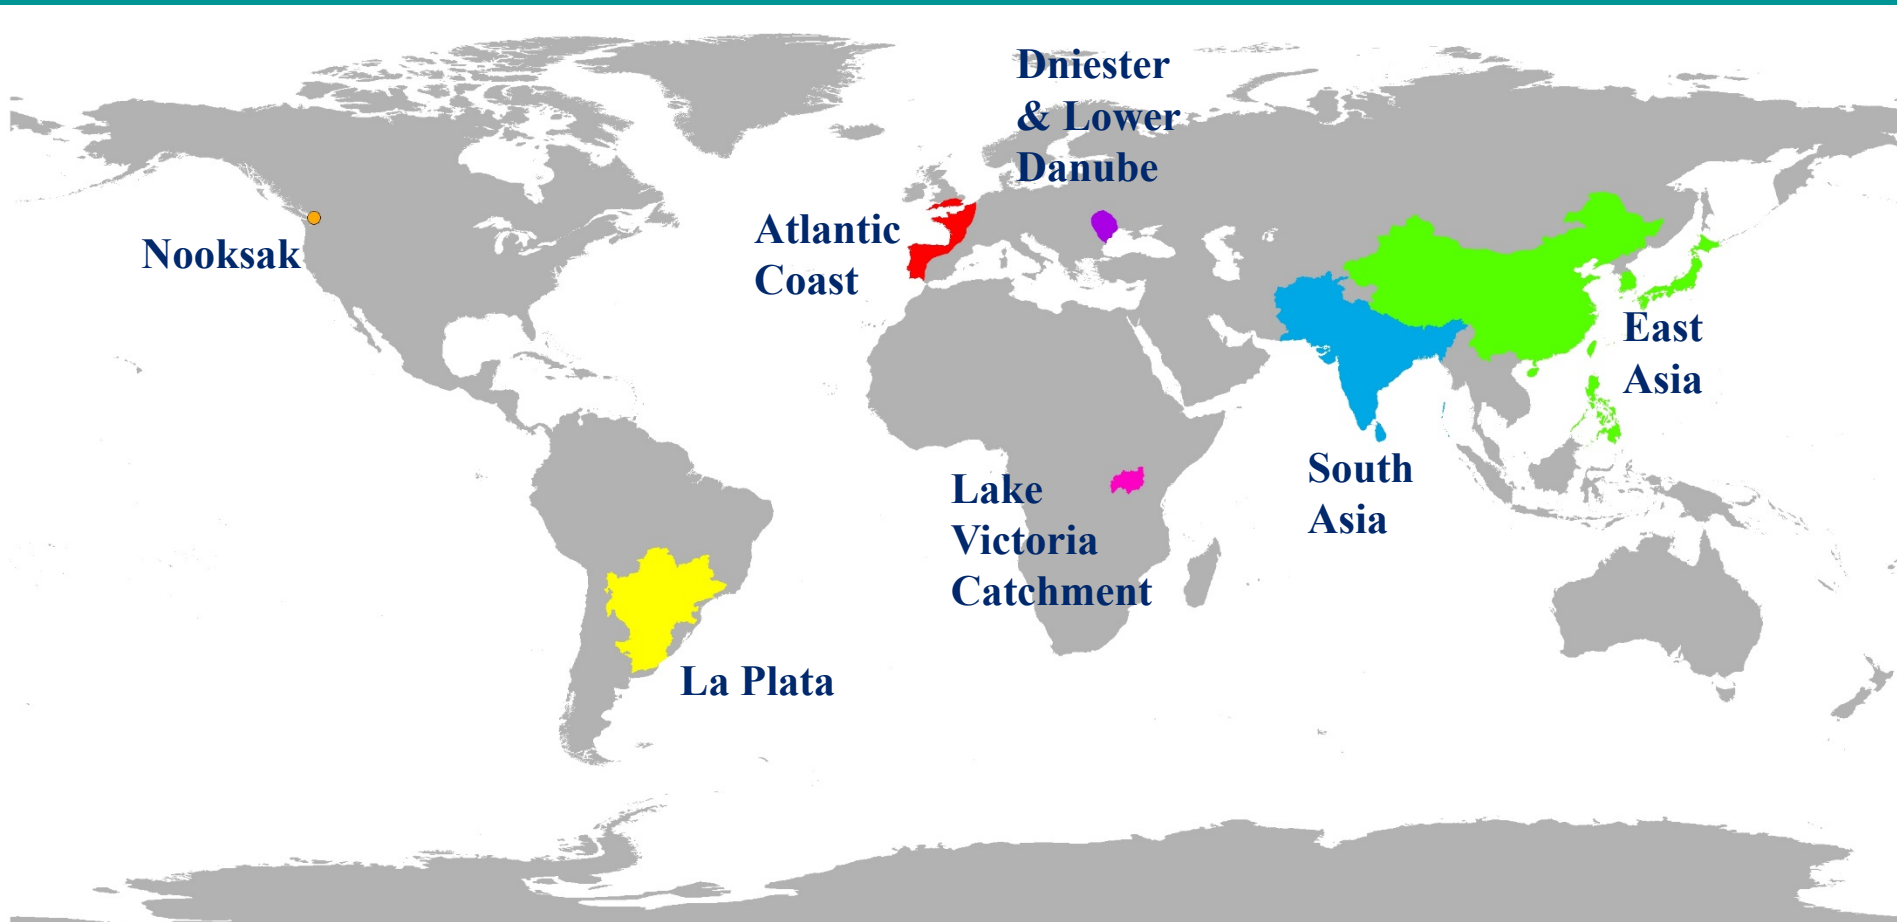 Dniester
& Lower
Danube
Atlantic
Coast
Nooksak
East
Asia
South
Asia
Lake
Victoria
Catchment
La Plata